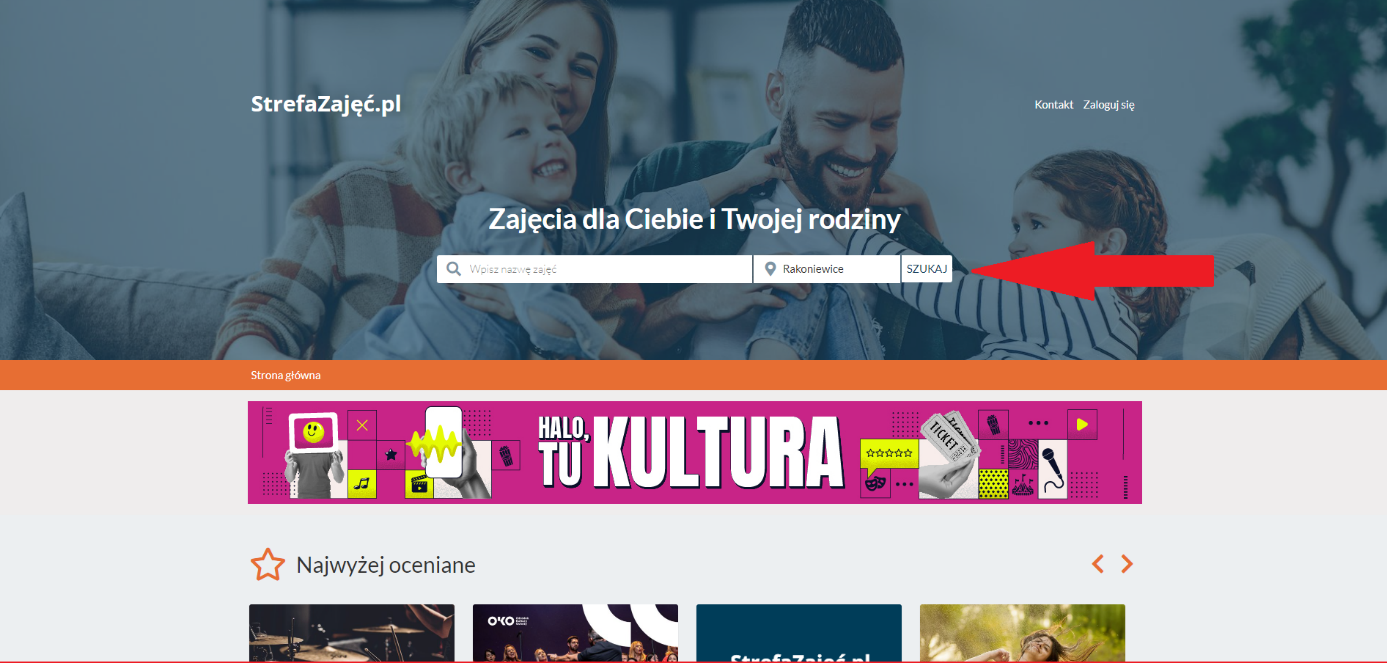 StrefaZajęć.pl
Kontakt Zaloguj się
Zajęcia dla Ciebie i Twojej rodziny
Wpisz nazwę zajęć Rakoniewice SZUKAJ
Strona główna
HALO,
TU KULTURA
TICKET
Najwyżej oceniane
O!KO
StrefaZajęć.pl